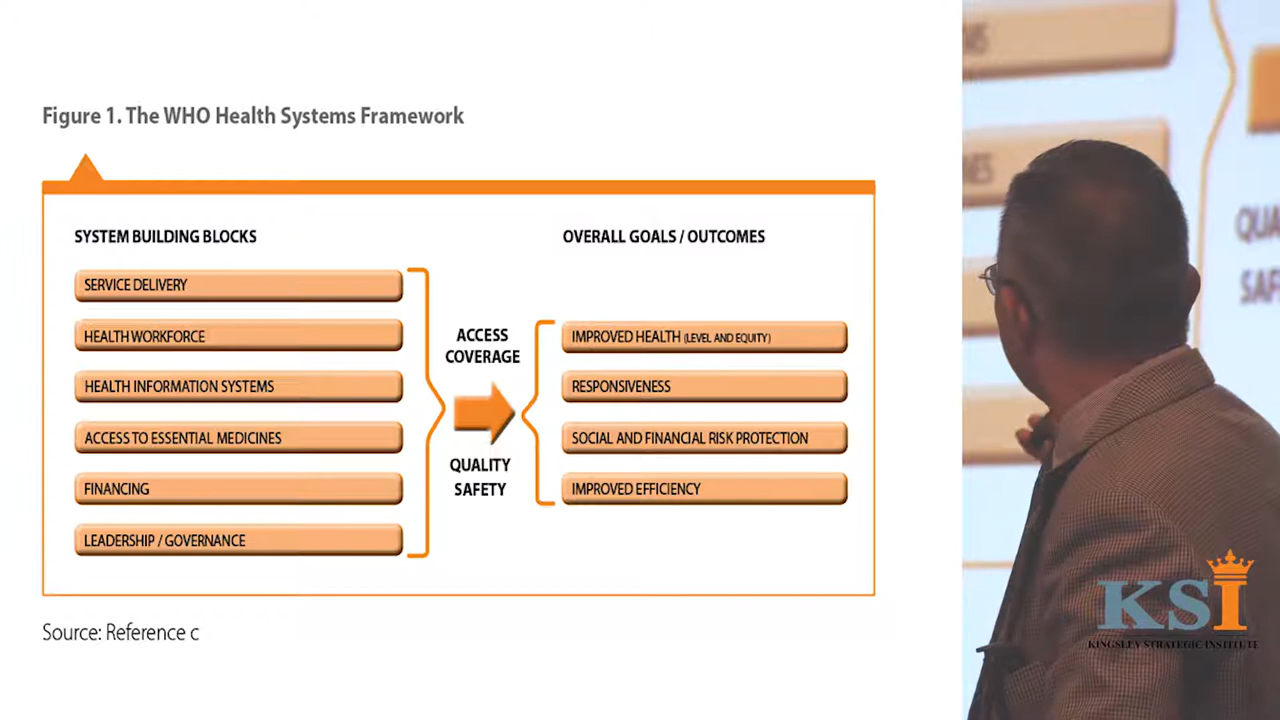 Figure 1. The WHO Health Systems Framework
SYSTEM BUILDING BLOCKS
SERVICE DELIVERY
HEALTH WORKFORCE
HEALTH INFORMATION SYSTEMS
ACCESS TO ESSENTIAL MEDICINES
FINANCING
LEADERSHIP / GOVERNANCE
ACCESS
COVERAGE
QUALITY
SAFETY
OVERALL GOALS / OUTCOMES
IMPROVED HEALTH (LEVEL AND EQUITY)
RESPONSIVENESS
SOCIAL AND FINANCIAL RISK PROTECTION
IMPROVED EFFICIENCY
Source: Reference c
KSI
KINGSLEY STRATEGIC INSTITUTE